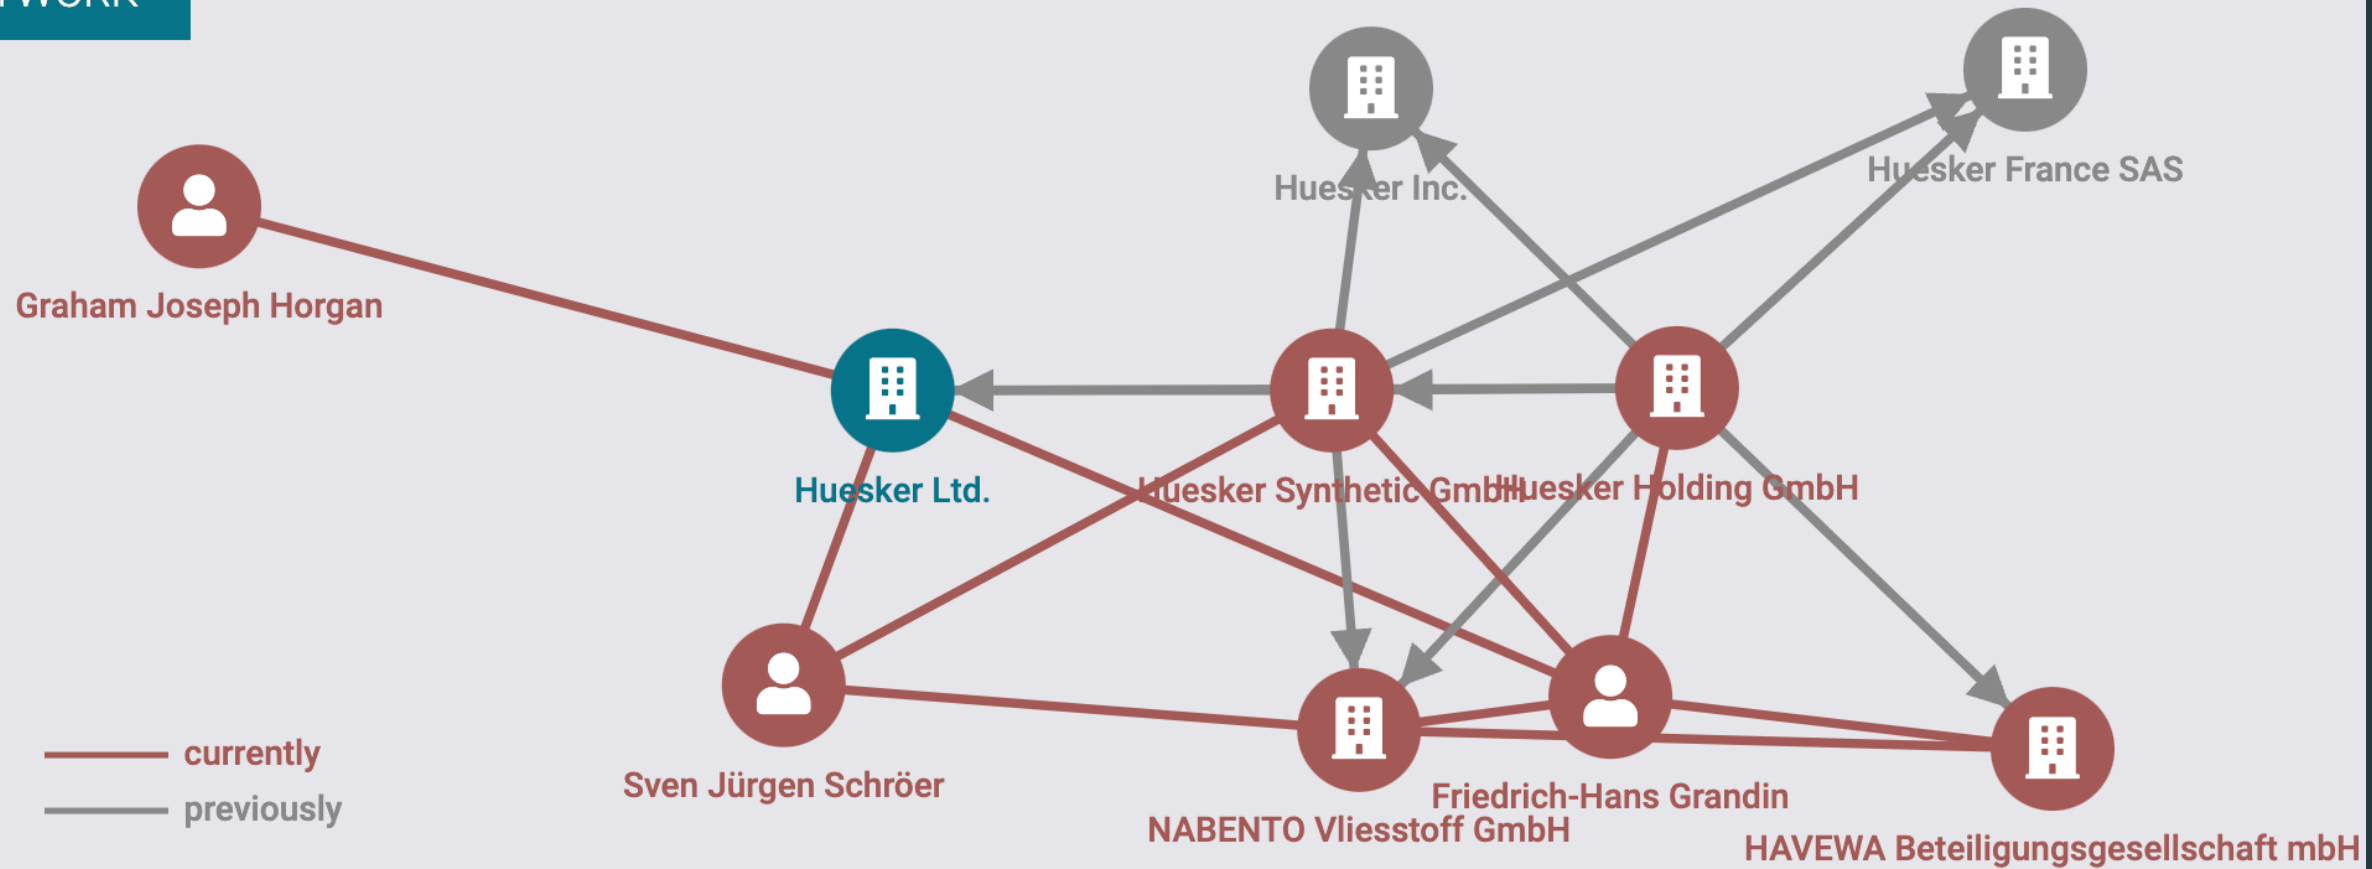 Huesker Inc.
Huesker France SAS
Graham Joseph Horgan
Huesker Ltd.
Huesker Synthetic GmbH
Huesker Holding GmbH
currently
previously
Sven Jürgen Schröer
Friedrich-Hans Grandin
NABENTO Vliesstoff GmbH
HAVEWA Beteiligungsgesellschaft mbH